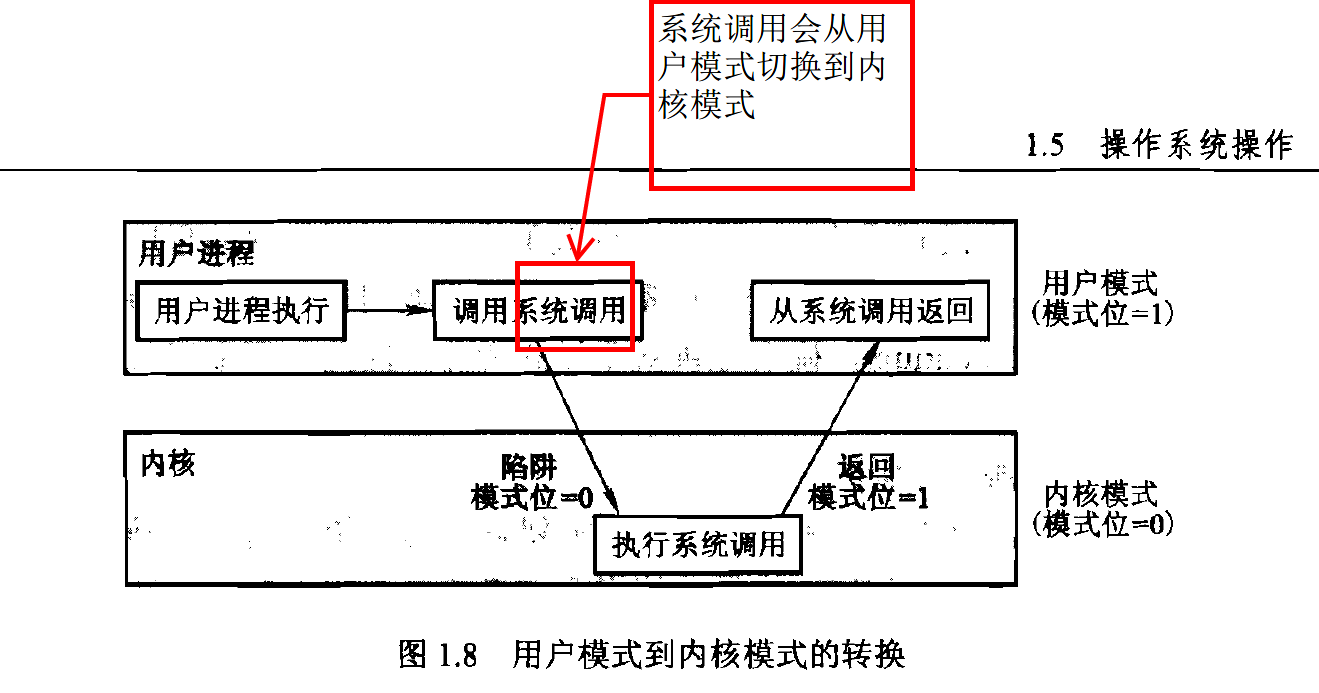 系统调用会从用
户模式切换到内
核模式
1.5 操作系统操作
用户进程
用户进程执行
调用系统调用
从系统调用返回
用户模式
(模式位=1)
内核
陷阱
模式位=0
返回
模式位=1
内核模式
(模式位=0)
执行系统调用
图 1.8 用户模式到内核模式的转换